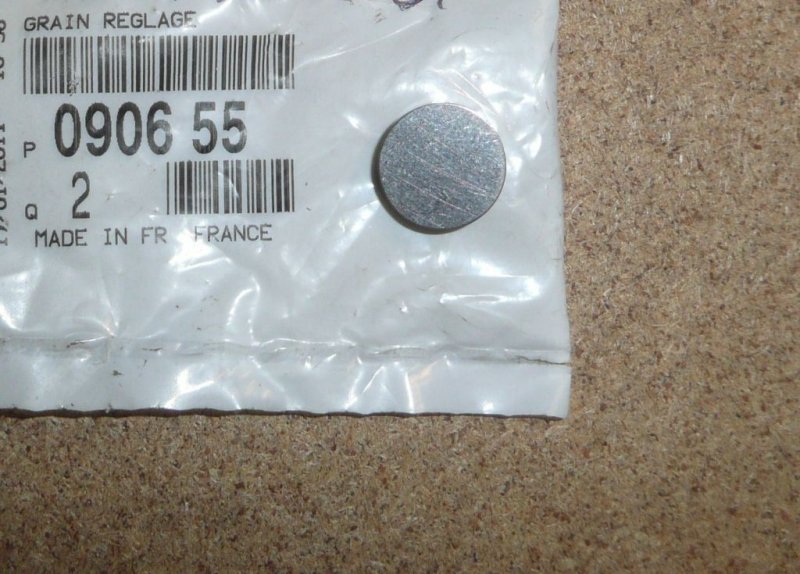 GRAIN REGLAGE
P 0906 55
Q 2
MADE IN FR FRANCE